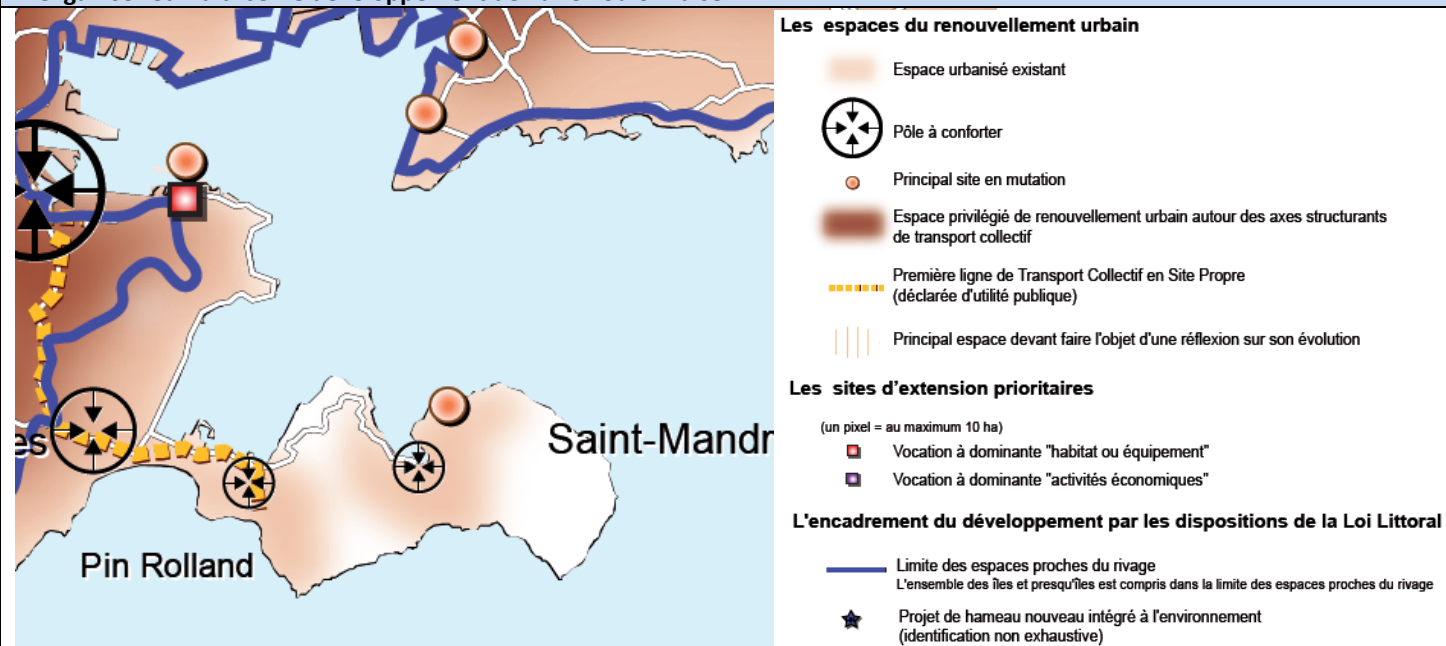 Les espaces du renouvellement urbain
Espace urbanisé existant
Pôle à conforter
Principal site en mutation
Espace privilégié de renouvellement urbain autour des axes structurants
de transport collectif
Première ligne de Transport Collectif en Site Propre
(déclarée d'utilité publique)
Principal espace devant faire l'objet d'une réflexion sur son évolution
Les sites d'extension prioritaires
(un pixel = au maximum 10 ha)
Vocation à dominante "habitat ou équipement"
Vocation à dominante "activités économiques"
L'encadrement du développement par les dispositions de la Loi Littoral
Limite des espaces proches du rivage
L'ensemble des îles et presqu'îles est compris dans la limite des espaces proches du rivage
Projet de hameau nouveau intégré à l'environnement
(identification non exhaustive)
es
Saint-Mandr
Pin Rolland